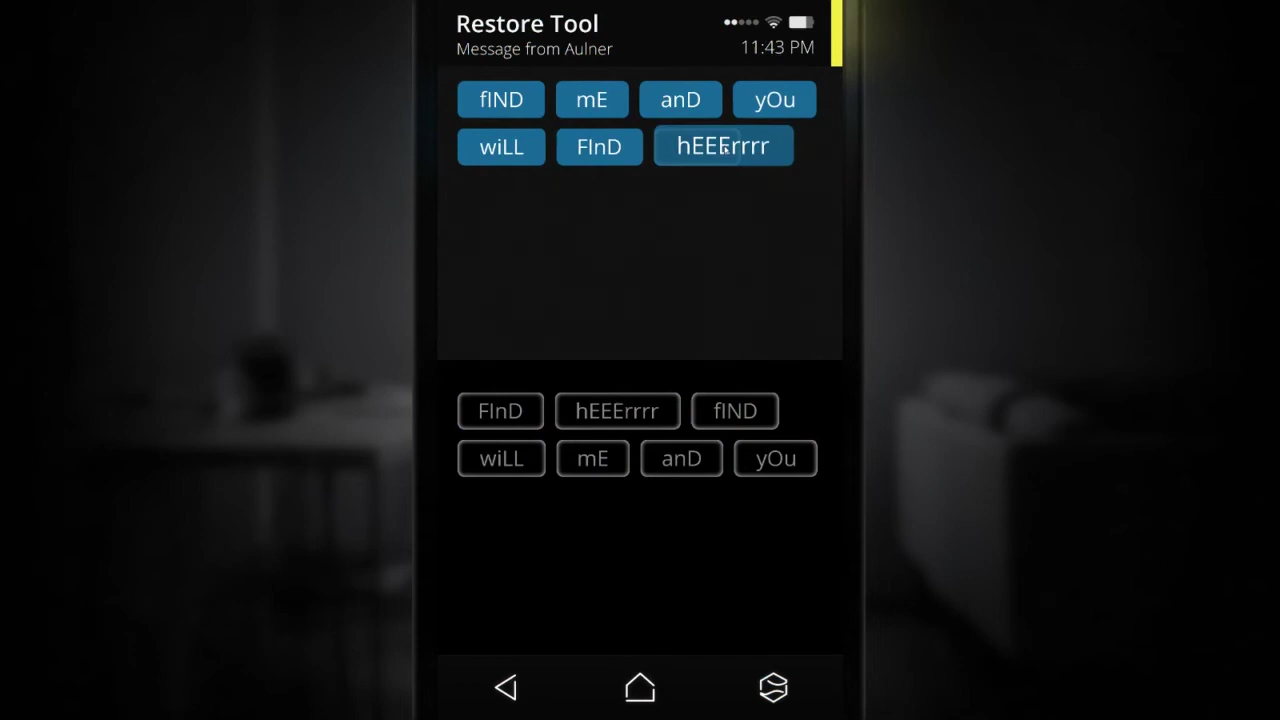 Restore Tool
Message from Aulner 11:43 PM
fIND mE anD yOu
wiLL FInD hEEErrrr
FInD hEEErrrr fIND
wiLL mE anD yOu